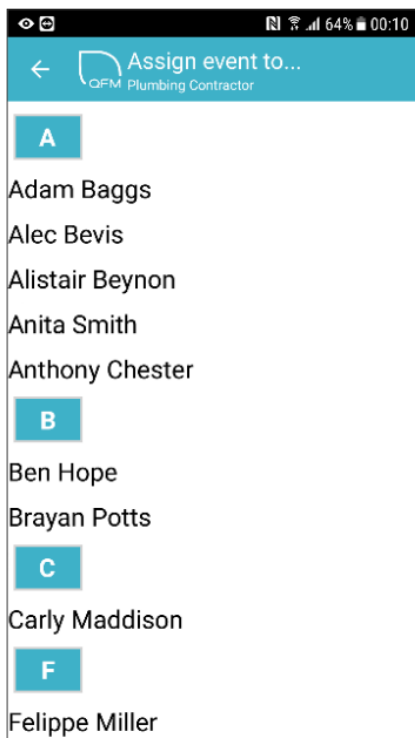 64% 00:10
Assign event to...
QFM Plumbing Contractor
A
Adam Baggs
Alec Bevis
Alistair Beynon
Anita Smith
Anthony Chester
B
Ben Hope
Brayan Potts
C
Carly Maddison
F
Felippe Miller